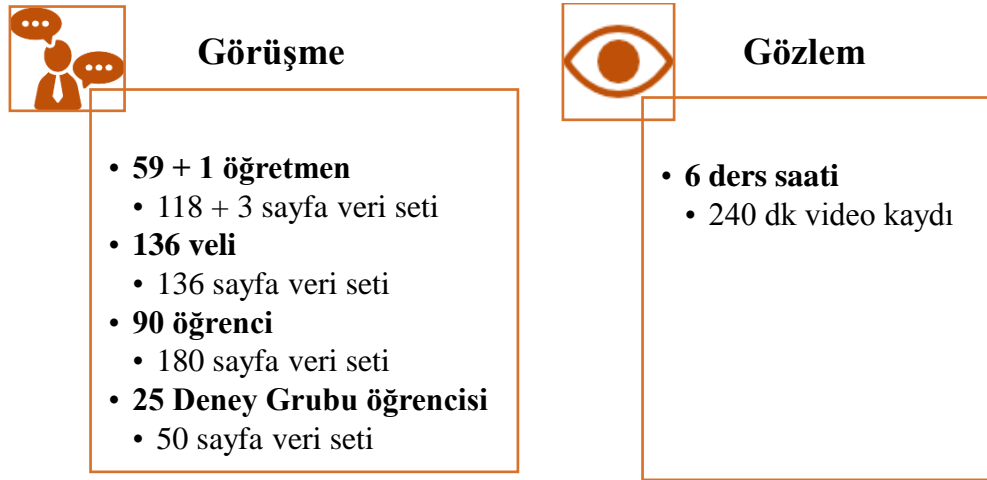 Görüşme
• 59 + 1 öğretmen
• 118 + 3 sayfa veri seti
• 136 veli
• 136 sayfa veri seti
• 90 öğrenci
• 180 sayfa veri seti
• 25 Deney Grubu öğrencisi
• 50 sayfa veri seti
Gözlem
• 6 ders saati
• 240 dk video kaydı